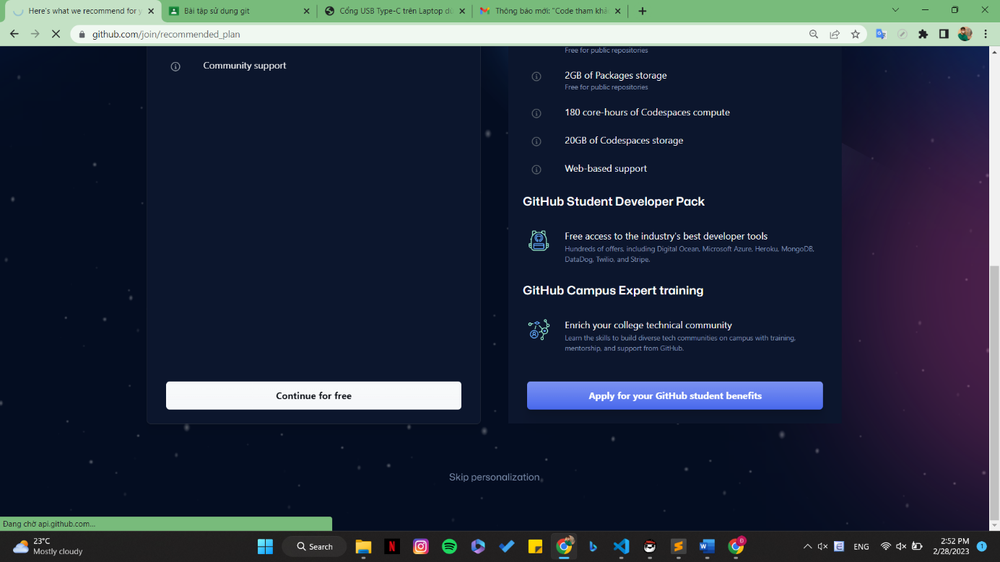 Here's what we recommend for y
Bài tập sử dụng git
Cổng USB Type-C trên Laptop dù
Thông báo mới: "Code tham khả
github.com/join/recommended_plan
Community support
Free for public repositories
2GB of Packages storage
Free for public repositories
180 core-hours of Codespaces compute
20GB of Codespaces storage
Web-based support
GitHub Student Developer Pack
Free access to the industry's best developer tools
Hundreds of offers, including Digital Ocean, Microsoft Azure, Heroku, MongoDB,
DataDog, Twilio, and Stripe.
GitHub Campus Expert training
Enrich your college technical community
Learn the skills to build diverse tech communities on campus with training,
mentorship, and support from GitHub.
Continue for free
Apply for your GitHub student benefits
Skip personalization
Đang chờ api.github.com...
23°C
Mostly cloudy
Search
ENG
2:52 PM
2/28/2023
1